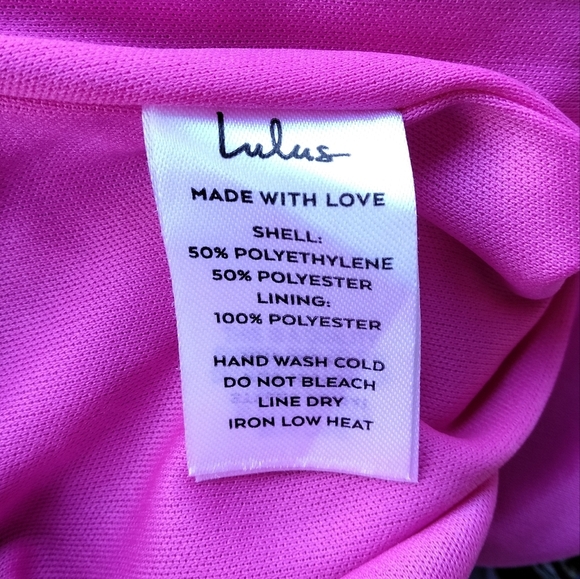 Lulus
MADE WITH LOVE
SHELL:
50% POLYETHYLENE
50% POLYESTER
LINING:
100% POLYESTER
HAND WASH COLD
DO NOT BLEACH
LINE DRY
IRON LOW HEAT